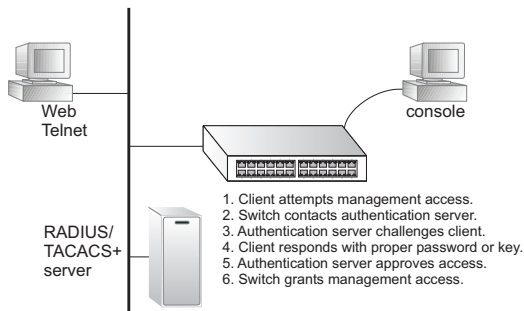 Web
Telnet
console
RADIUS/
TACACS+
server
1. Client attempts management access.
2. Switch contacts authentication server.
3. Authentication server challenges client.
4. Client responds with proper password or key.
5. Authentication server approves access.
6. Switch grants management access.